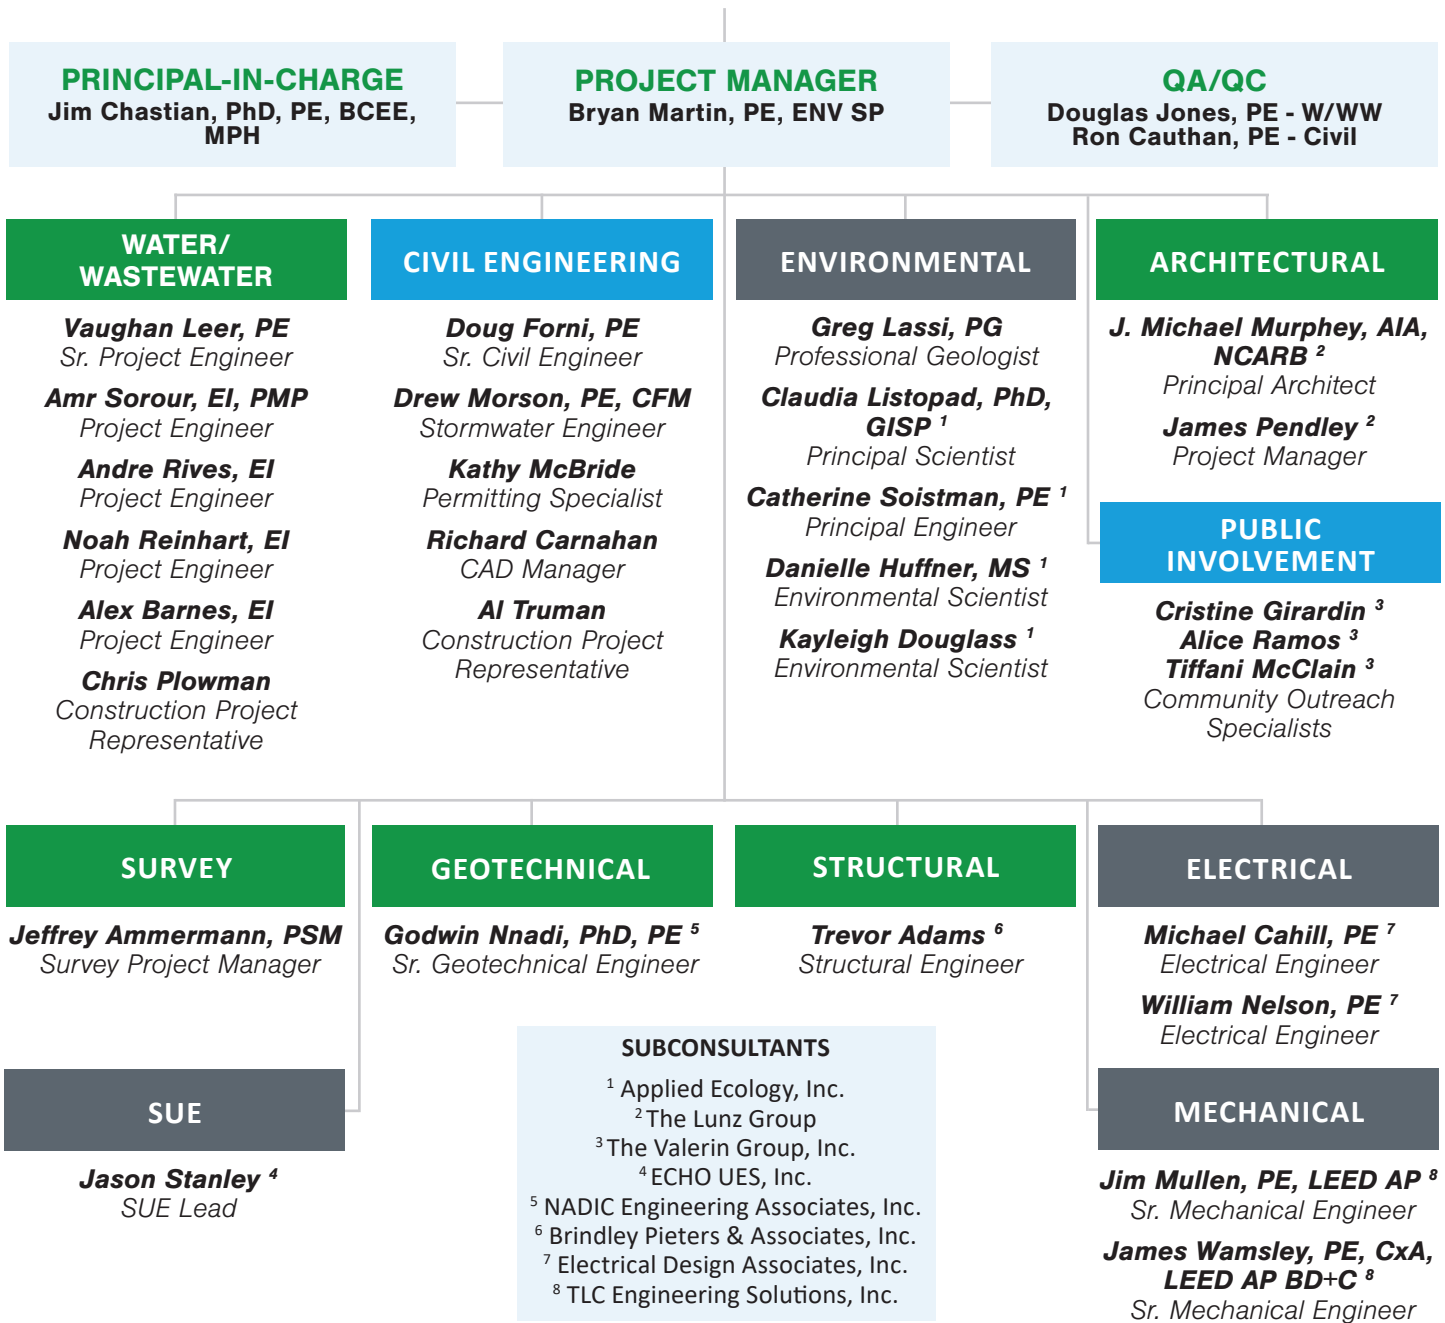 PRINCIPAL-IN-CHARGE
Jim Chastian, PhD, PE, BCEE,
MPH
PROJECT MANAGER
Bryan Martin, PE, ENV SP
QA/QC
Douglas Jones, PE - W/WW
Ron Cauthan, PE - Civil
WATER/
WASTEWATER
Vaughan Leer, PE
Sr. Project Engineer
Amr Sorour, EI, PMP
Project Engineer
Andre Rives, EI
Project Engineer
Noah Reinhart, EI
Project Engineer
Alex Barnes, EI
Project Engineer
Chris Plowman
Construction Project
Representative
CIVIL ENGINEERING
Doug Forni, PE
Sr. Civil Engineer
Drew Morson, PE, CFM
Stormwater Engineer
Kathy McBride
Permitting Specialist
Richard Carnahan
CAD Manager
Al Truman
Construction Project
Representative
ENVIRONMENTAL
Greg Lassi, PG
Professional Geologist
Claudia Listopad, PhD,
GISP 1
Principal Scientist
Catherine Soistman, PE 1
Principal Engineer
Danielle Huffner, MS 1
Environmental Scientist
Kayleigh Douglass 1
Environmental Scientist
ARCHITECTURAL
J. Michael Murphey, AIA,
NCARB 2
Principal Architect
James Pendley 2
Project Manager
PUBLIC
INVOLVEMENT
Cristine Girardin 3
Alice Ramos 3
Tiffani McClain 3
Community Outreach
Specialists
SURVEY
Jeffrey Ammermann, PSM
Survey Project Manager
SUE
Jason Stanley 4
SUE Lead
GEOTECHNICAL
Godwin Nnadi, PhD, PE 5
Sr. Geotechnical Engineer
STRUCTURAL
Trevor Adams 6
Structural Engineer
ELECTRICAL
Michael Cahill, PE 7
Electrical Engineer
William Nelson, PE 7
Electrical Engineer
MECHANICAL
Jim Mullen, PE, LEED AP 8
Sr. Mechanical Engineer
James Wamsley, PE, CxA,
LEED AP BD+C 8
Sr. Mechanical Engineer
SUBCONSULTANTS
1 Applied Ecology, Inc.
2 The Lunz Group
3 The Valerin Group, Inc.
4 ECHO UES, Inc.
5 NADIC Engineering Associates, Inc.
6 Brindley Pieters & Associates, Inc.
7 Electrical Design Associates, Inc.
8 TLC Engineering Solutions, Inc.